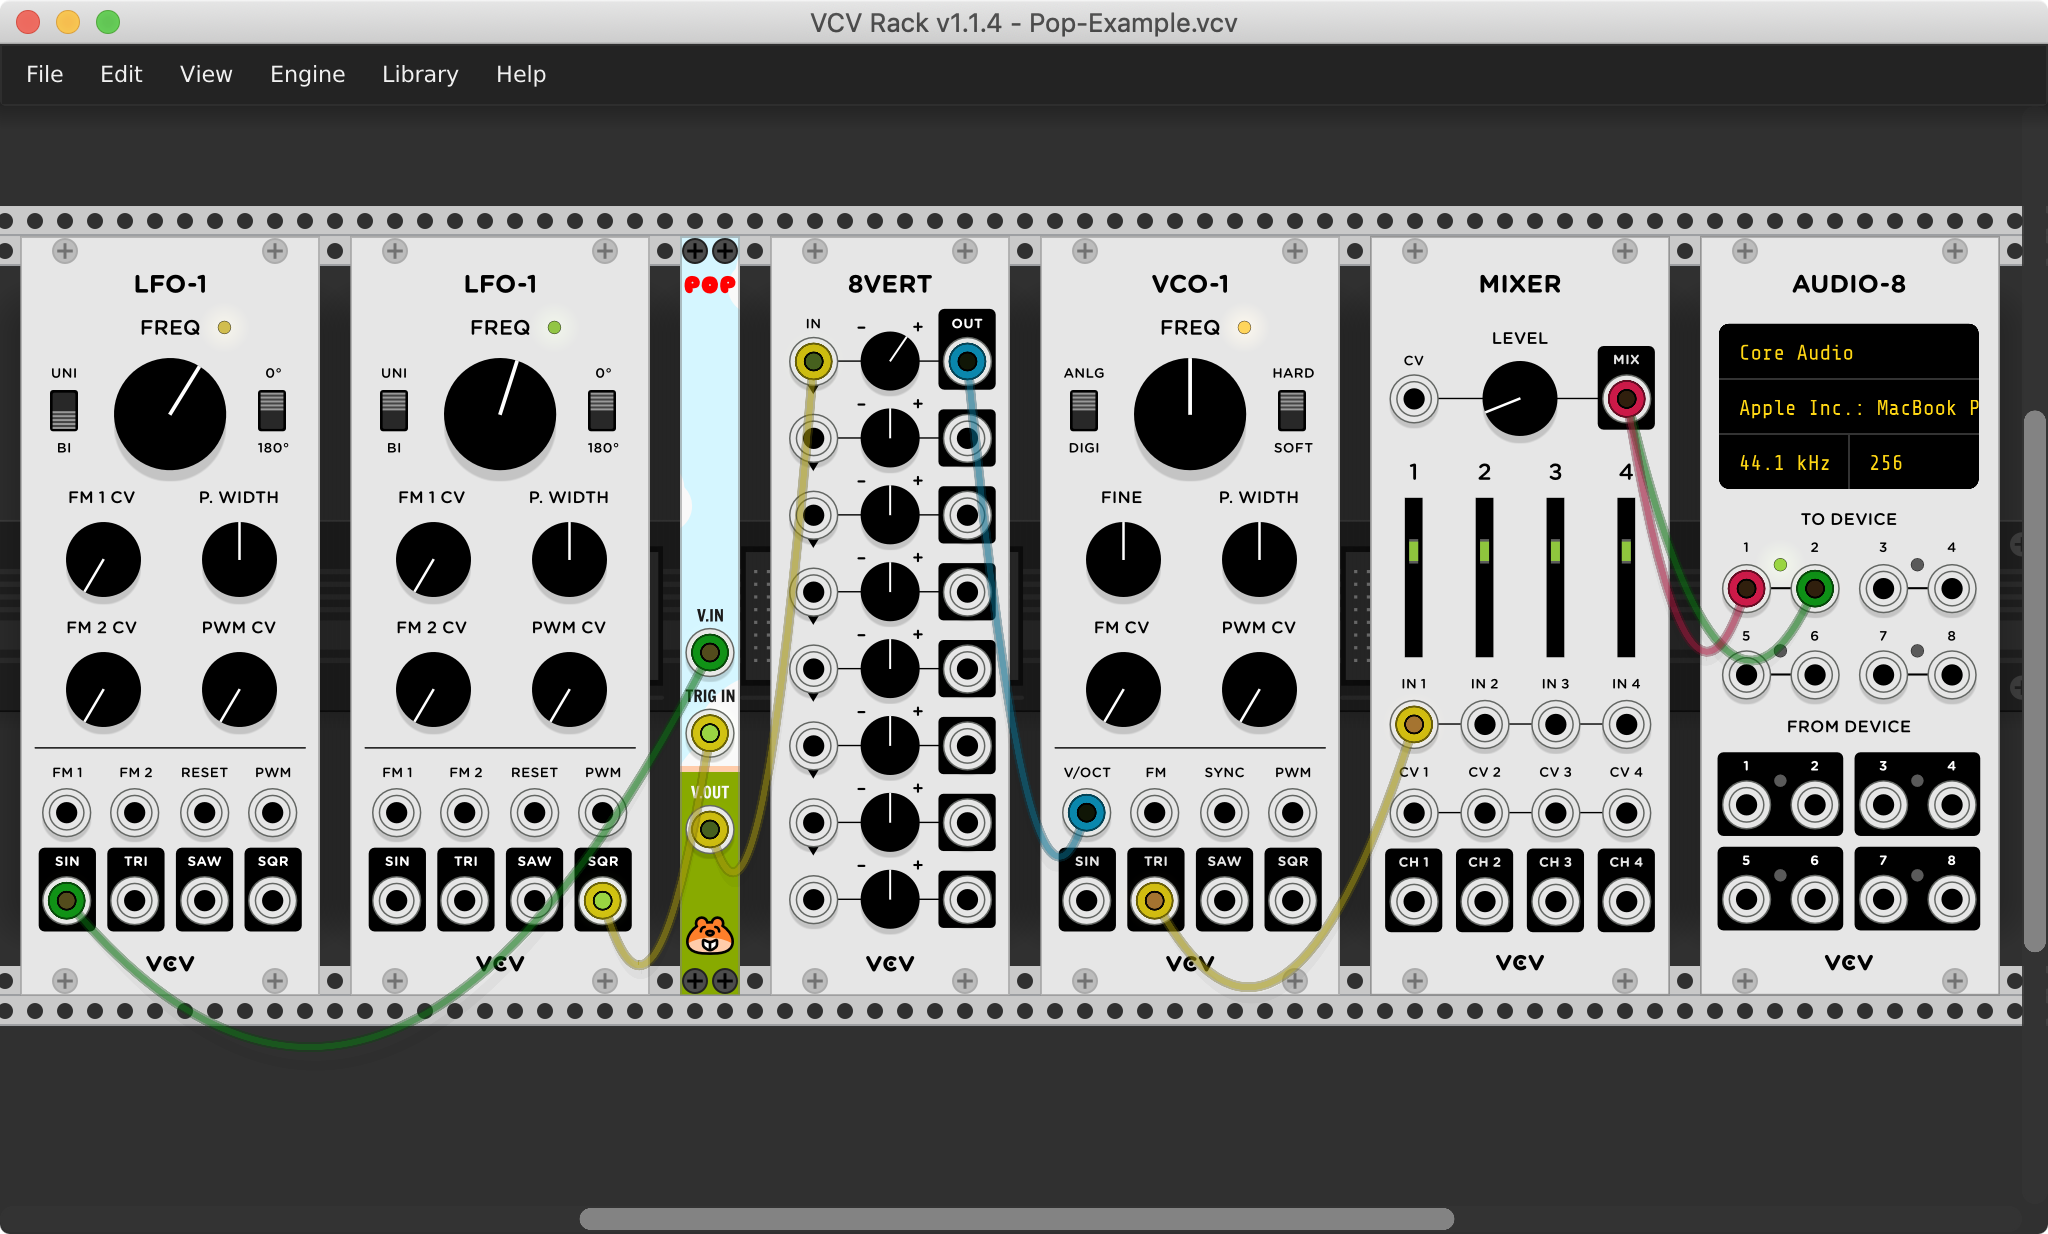 VCV Rack v1.1.4 - Pop-Example.vcv
File Edit View Engine Library Help
LFO-1
FREQ
UNI 0°
BI 180°
FM 1 CV P. WIDTH
FM 2 CV PWM CV
FM 1 FM 2 RESET PWM
SIN TRI SAW SQR
VCV
LFO-1
FREQ
UNI 0°
BI 180°
FM 1 CV P. WIDTH
FM 2 CV PWM CV
FM 1 FM 2 RESET PWM
SIN TRI SAW SQR
VCV
POP
V.IN
TRIG IN
V.OUT
8VERT
IN - + OUT
- +
- +
- +
- +
- +
- +
- +
VCV
VCO-1
FREQ
ANLG HARD
DIGI SOFT
FINE P. WIDTH
FM CV PWM CV
V/OCT FM SYNC PWM
SIN TRI SAW SQR
VCV
MIXER
LEVEL
CV MIX
1 2 3 4
IN 1 IN 2 IN 3 IN 4
CV 1 CV 2 CV 3 CV 4
CH 1 CH 2 CH 3 CH 4
VCV
AUDIO-8
Core Audio
Apple Inc.: MacBook P
44.1 kHz 256
TO DEVICE
1 2 3 4
5 6 7 8
FROM DEVICE
1 2 3 4
5 6 7 8
VCV